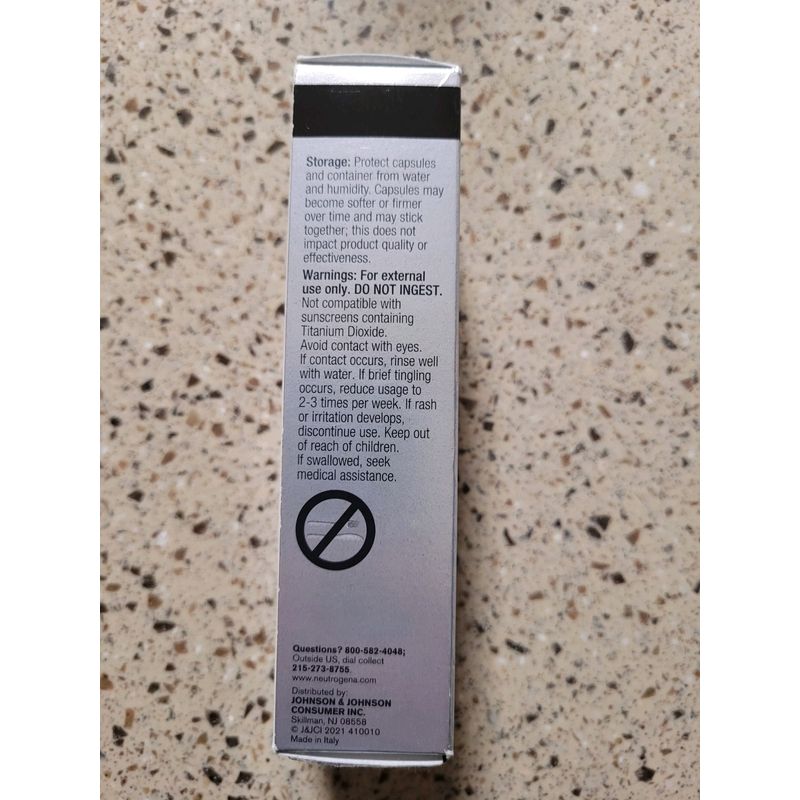 Storage: Protect capsules
and container from water
and humidity. Capsules may
become softer or firmer
over time and may stick
together; this does not
impact product quality or
effectiveness.
Warnings: For external
use only. DO NOT INGEST.
Not compatible with
sunscreens containing
Titanium Dioxide.
Avoid contact with eyes.
If contact occurs, rinse well
with water. If brief tingling
occurs, reduce usage to
2-3 times per week. If rash
or irritation develops,
discontinue use. Keep out
of reach of children.
If swallowed, seek
medical assistance.
Questions? 800-582-4048;
Outside US, dial collect
215-273-8755.
www.neutrogena.com
Distributed by:
JOHNSON & JOHNSON
CONSUMER INC.
Skillman, NJ 08558
© J&JCI 2021 410010
Made in Italy